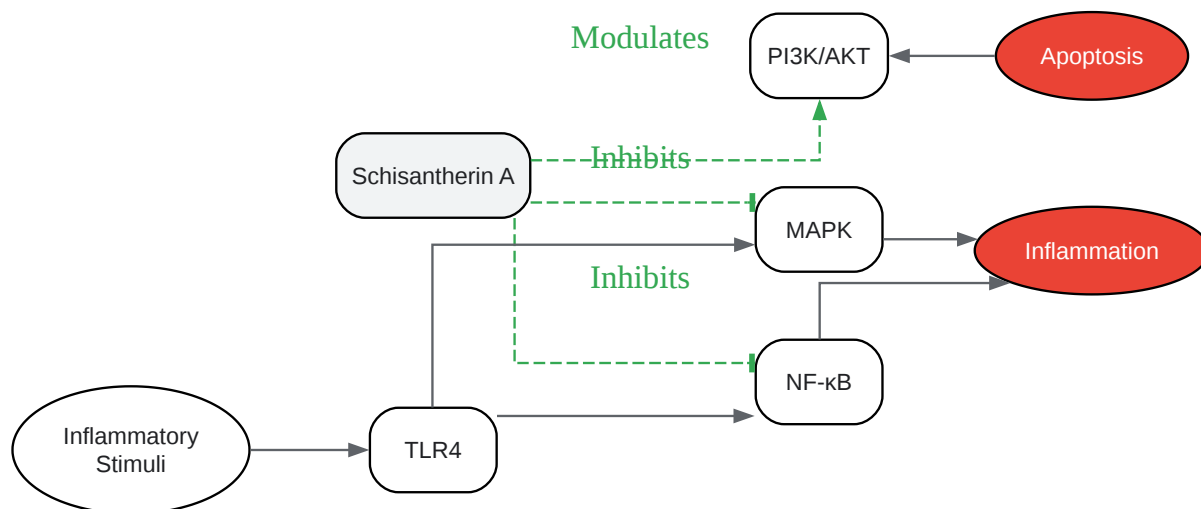 Modulates
PI3K/AKT
Apoptosis
Schisantherin A
Inhibits
MAPK
Inflammation
Inhibits
NF-κB
Inflammatory
Stimuli
TLR4